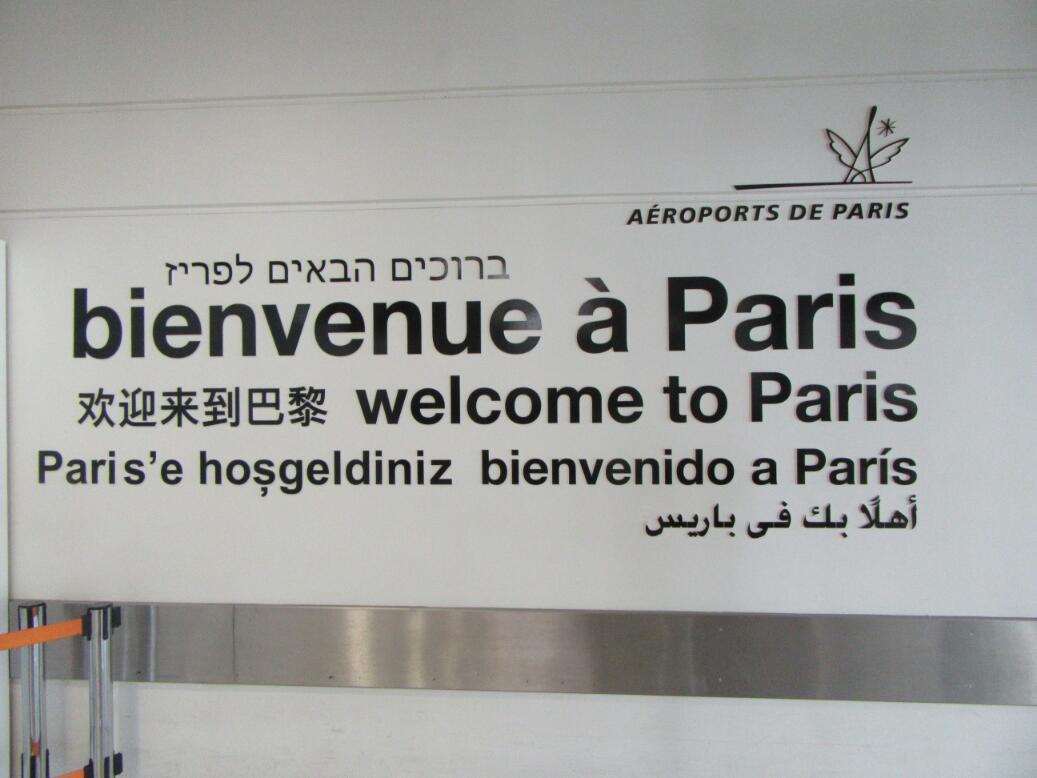 AÉROPORTS DE PARIS
ברוכים הבאים לפריז
bienvenue à Paris
欢迎来到巴黎 welcome to Paris
Paris’e hoşgeldiniz bienvenido a París
أهلًا بك في باريس